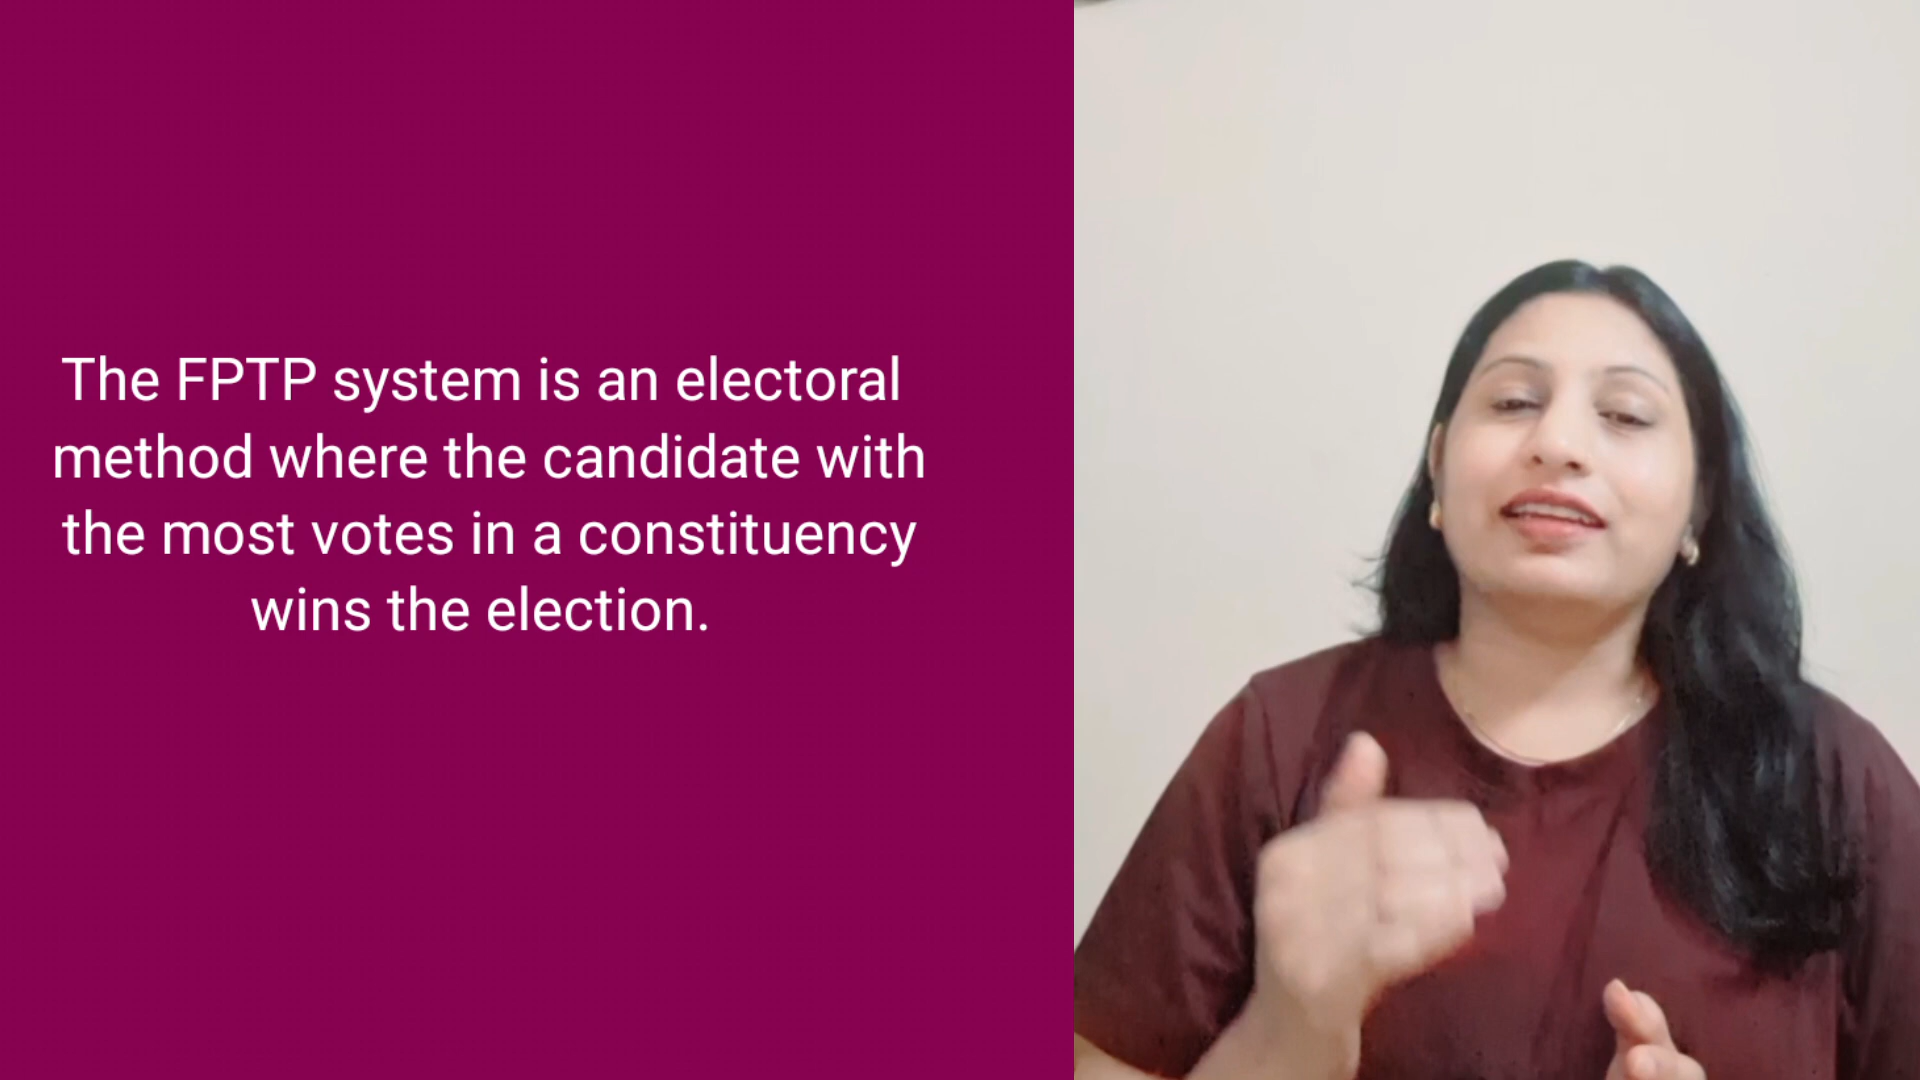 The FPTP system is an electoral
method where the candidate with
the most votes in a constituency
wins the election.